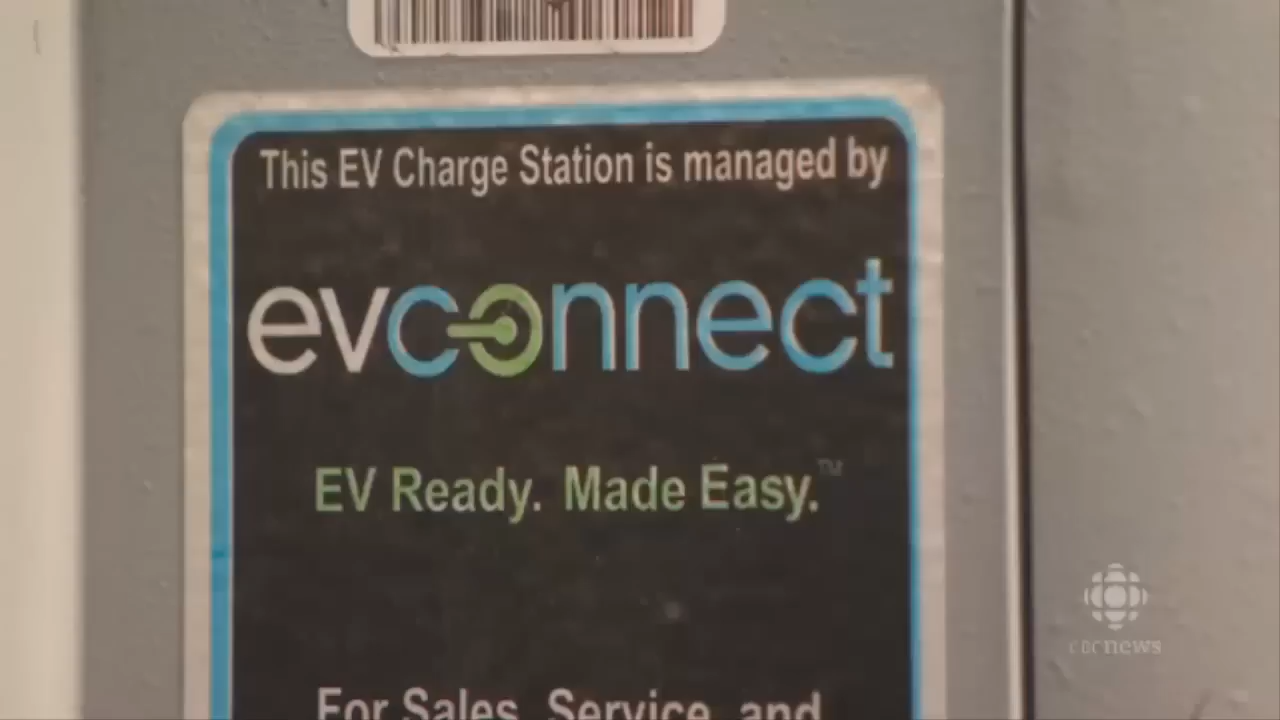 This EV Charge Station is managed by
evconnect
EV Ready. Made Easy.™
For Sales, Service, and
cbcnews